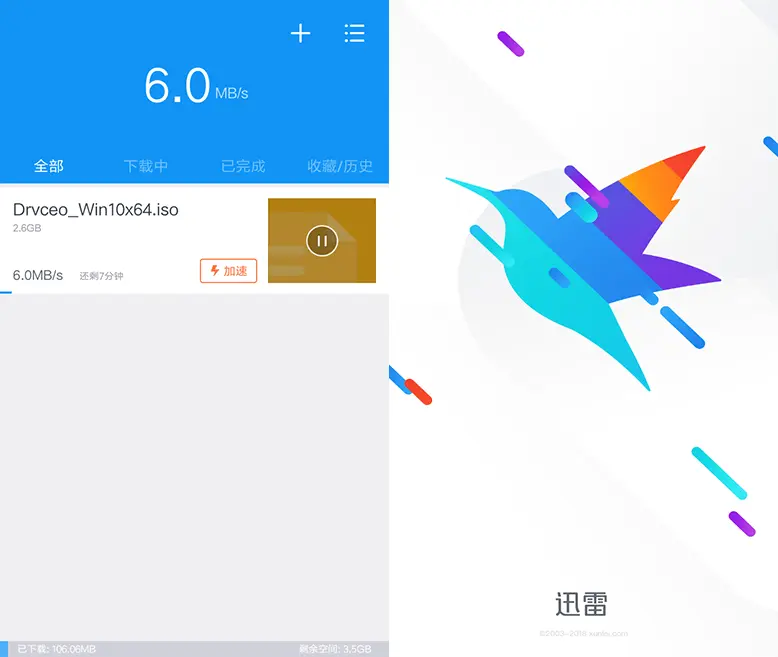 6.0 MB/s
全部 下载中 已完成 收藏/历史
Drvceo_Win10x64.iso
2.6GB
6.0MB/s 还剩7分钟 加速
已下载: 106.06MB 剩余空间: 3.5GB
迅雷
©2003-2018 xunlei.com